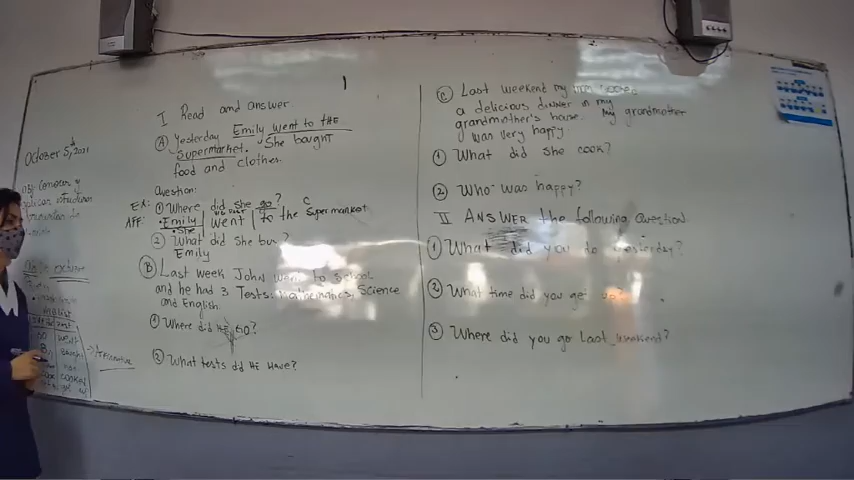 October 5th, 2021
I Read and answer
(A) Yesterday Emily went to the
Supermarket. She bought
food and clothes.
Question:
EX: (1) Where did she go?
AFF: • Emily went to the Supermarket
• She
(2) What did she buy?
Emily
(B) Last week John went to school
and he had 3 Tests: Mathematics, Science
and English.
(1) Where did HE GO?
(2) What tests did HE Have?
went
(C) Last weekend my
a delicious dinner in my
grandmother's house. My grandmother
was very happy.
(1) What did she cook?
(2) Who was happy?
II Answer the following Question
(1) What did you do yesterday?
(2) What time did you get up?
(3) Where did you go Last weekend?